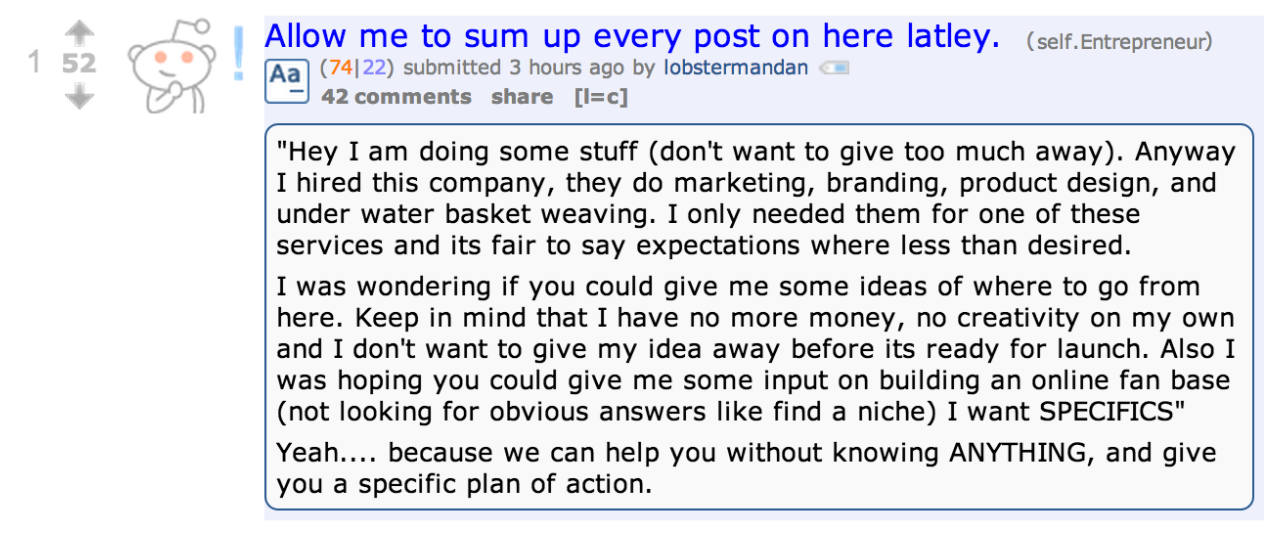 Allow me to sum up every post on here latley. (self.Entrepreneur)
1 52
Aa (74|22) submitted 3 hours ago by lobstermandan
42 comments share [l=c]
"Hey I am doing some stuff (don't want to give too much away). Anyway
I hired this company, they do marketing, branding, product design, and
under water basket weaving. I only needed them for one of these
services and its fair to say expectations where less than desired.
I was wondering if you could give me some ideas of where to go from
here. Keep in mind that I have no more money, no creativity on my own
and I don't want to give my idea away before its ready for launch. Also I
was hoping you could give me some input on building an online fan base
(not looking for obvious answers like find a niche) I want SPECIFICS"
Yeah.... because we can help you without knowing ANYTHING, and give
you a specific plan of action.